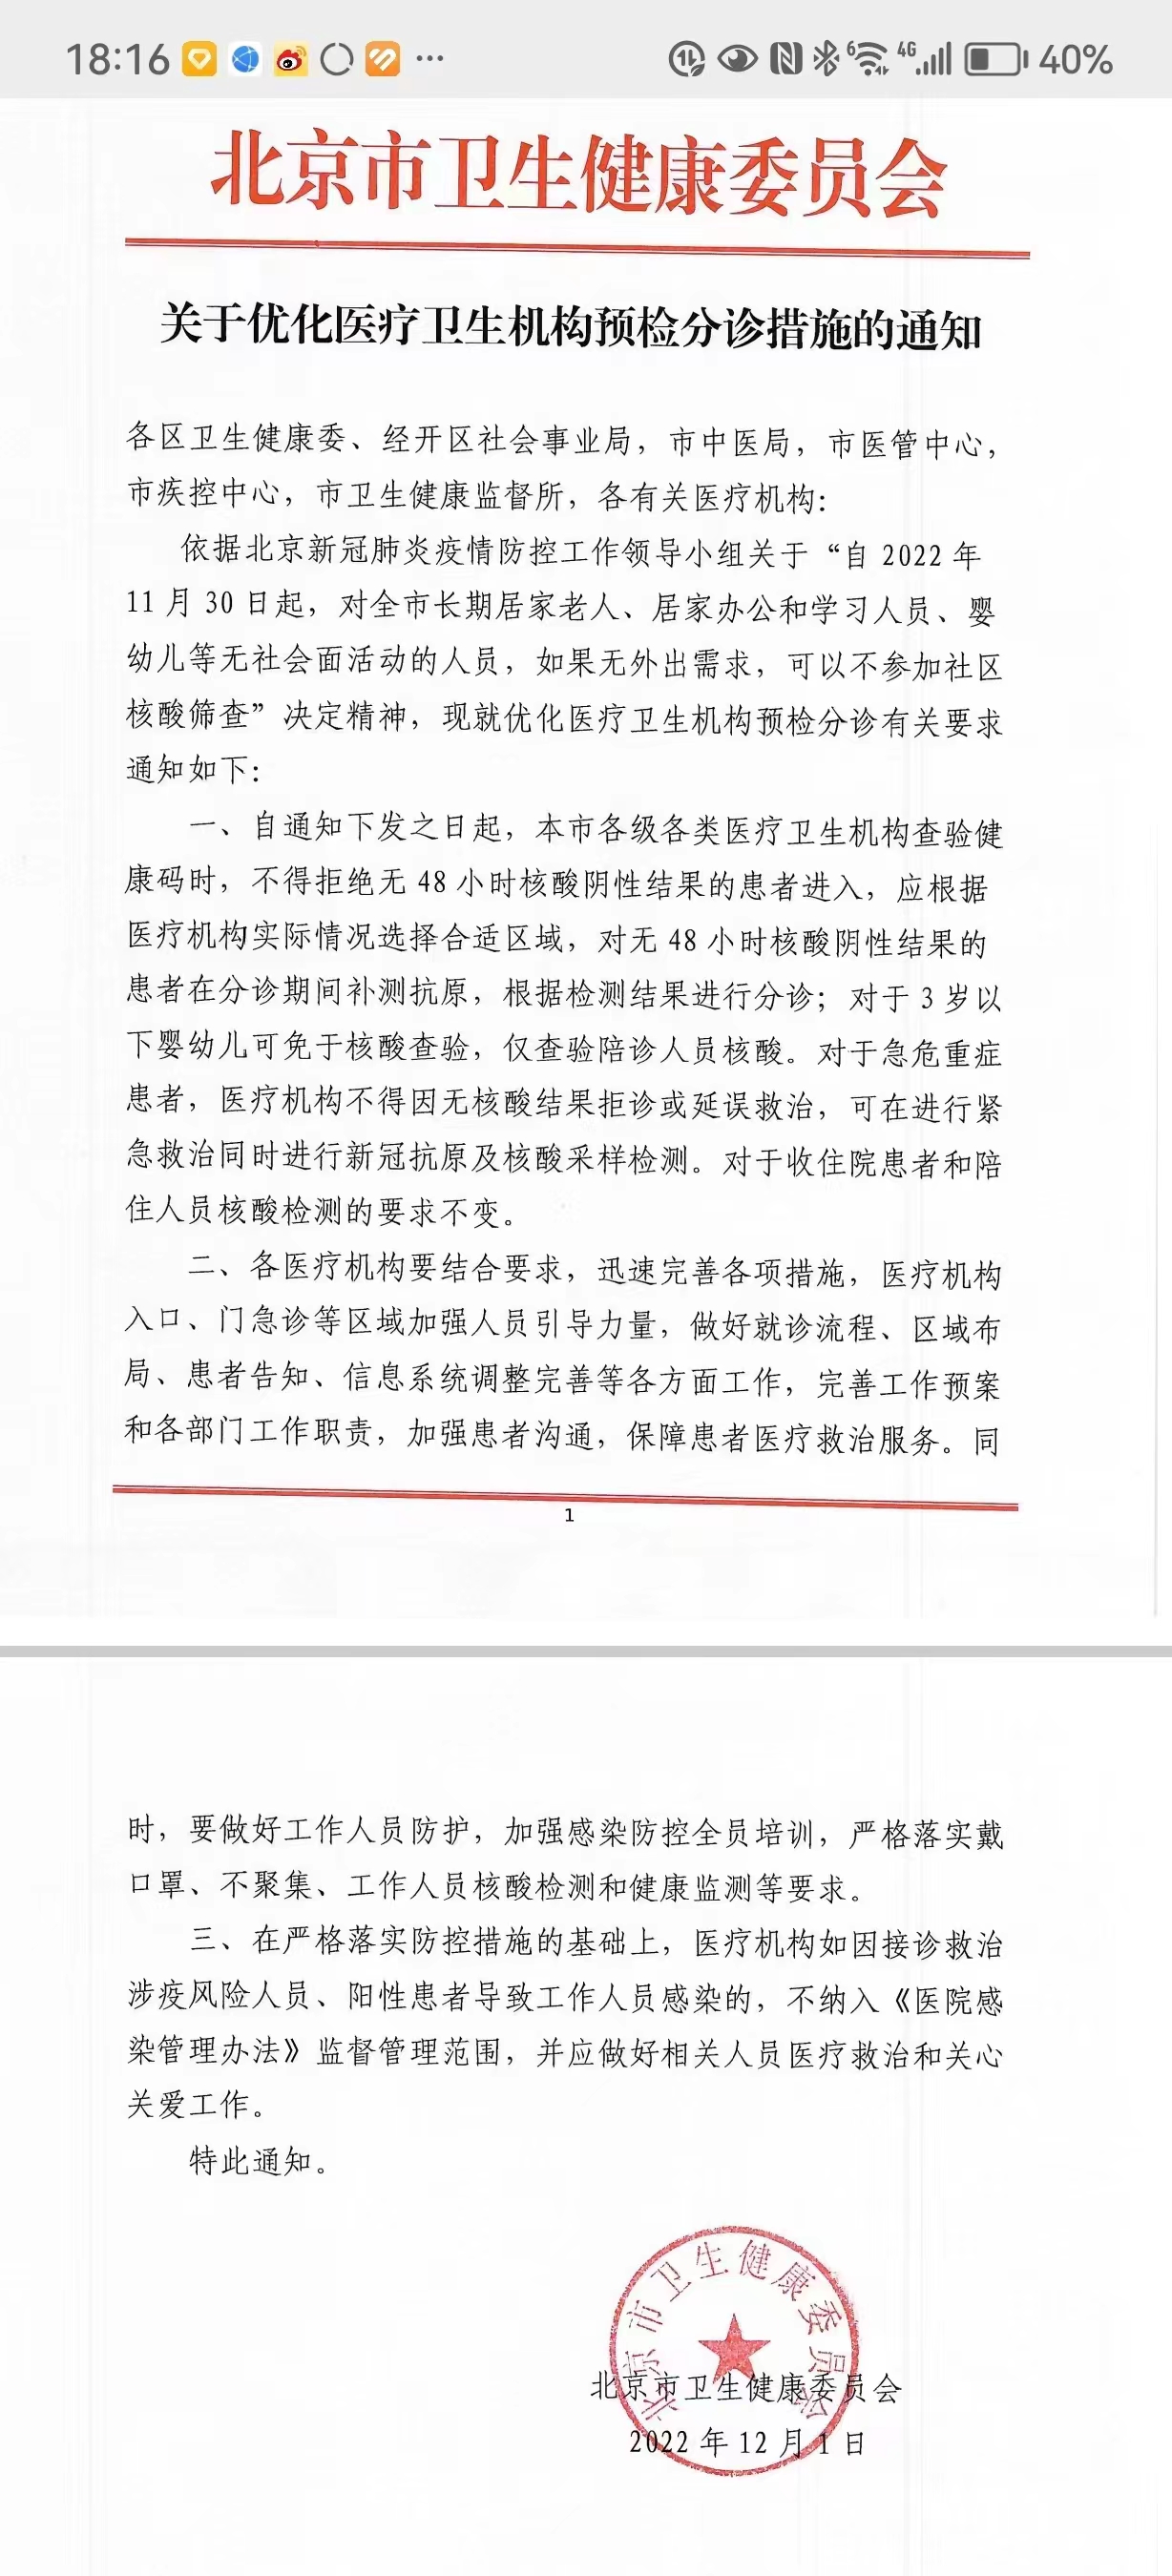 18:16
6
4G
40%
北京市卫生健康委员会
关于优化医疗卫生机构预检分诊措施的通知
各区卫生健康委、经开区社会事业局，市中医局，市医管中心，
市疾控中心，市卫生健康监督所，各有关医疗机构：
依据北京新冠肺炎疫情防控工作领导小组关于“自 2022 年
11 月 30 日起，对全市长期居家老人、居家办公和学习人员、婴
幼儿等无社会面活动的人员，如果无外出需求，可以不参加社区
核酸筛查”决定精神，现就优化医疗卫生机构预检分诊有关要求
通知如下：
一、自通知下发之日起，本市各级各类医疗卫生机构查验健
康码时，不得拒绝无 48 小时核酸阴性结果的患者进入，应根据
医疗机构实际情况选择合适区域，对无 48 小时核酸阴性结果的
患者在分诊期间补测抗原，根据检测结果进行分诊；对于 3 岁以
下婴幼儿可免于核酸查验，仅查验陪诊人员核酸。对于急危重症
患者，医疗机构不得因无核酸结果拒诊或延误救治，可在进行紧
急救治同时进行新冠抗原及核酸采样检测。对于收住院患者和陪
住人员核酸检测的要求不变。
二、各医疗机构要结合要求，迅速完善各项措施，医疗机构
入口、门急诊等区域加强人员引导力量，做好就诊流程、区域布
局、患者告知、信息系统调整完善等各方面工作，完善工作预案
和各部门工作职责，加强患者沟通，保障患者医疗救治服务。同
1
时，要做好工作人员防护，加强感染防控全员培训，严格落实戴
口罩、不聚集、工作人员核酸检测和健康监测等要求。
三、在严格落实防控措施的基础上，医疗机构如因接诊救治
涉疫风险人员、阳性患者导致工作人员感染的，不纳入《医院感
染管理办法》监督管理范围，并应做好相关人员医疗救治和关心
关爱工作。
特此通知。
北京市卫生健康委员会
北京市卫生健康委员会
2022 年 12 月 1 日